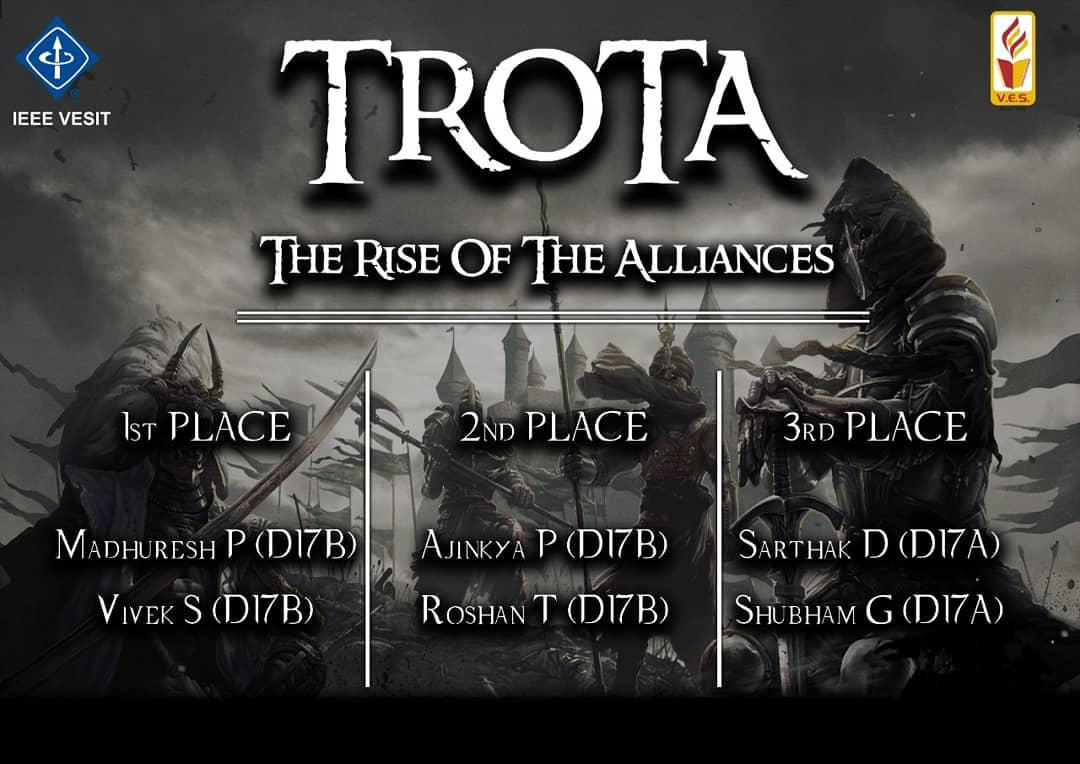 IEEE VESIT
V.E.S.
TROTA
THE RISE OF THE ALLIANCES
1ST PLACE
MADHURESH P (D17B)
VIVEK S (D17B)
2ND PLACE
AJINKYA P (D17B)
ROSHAN T (D17B)
3RD PLACE
SARTHAK D (D17A)
SHUBHAM G (D17A)